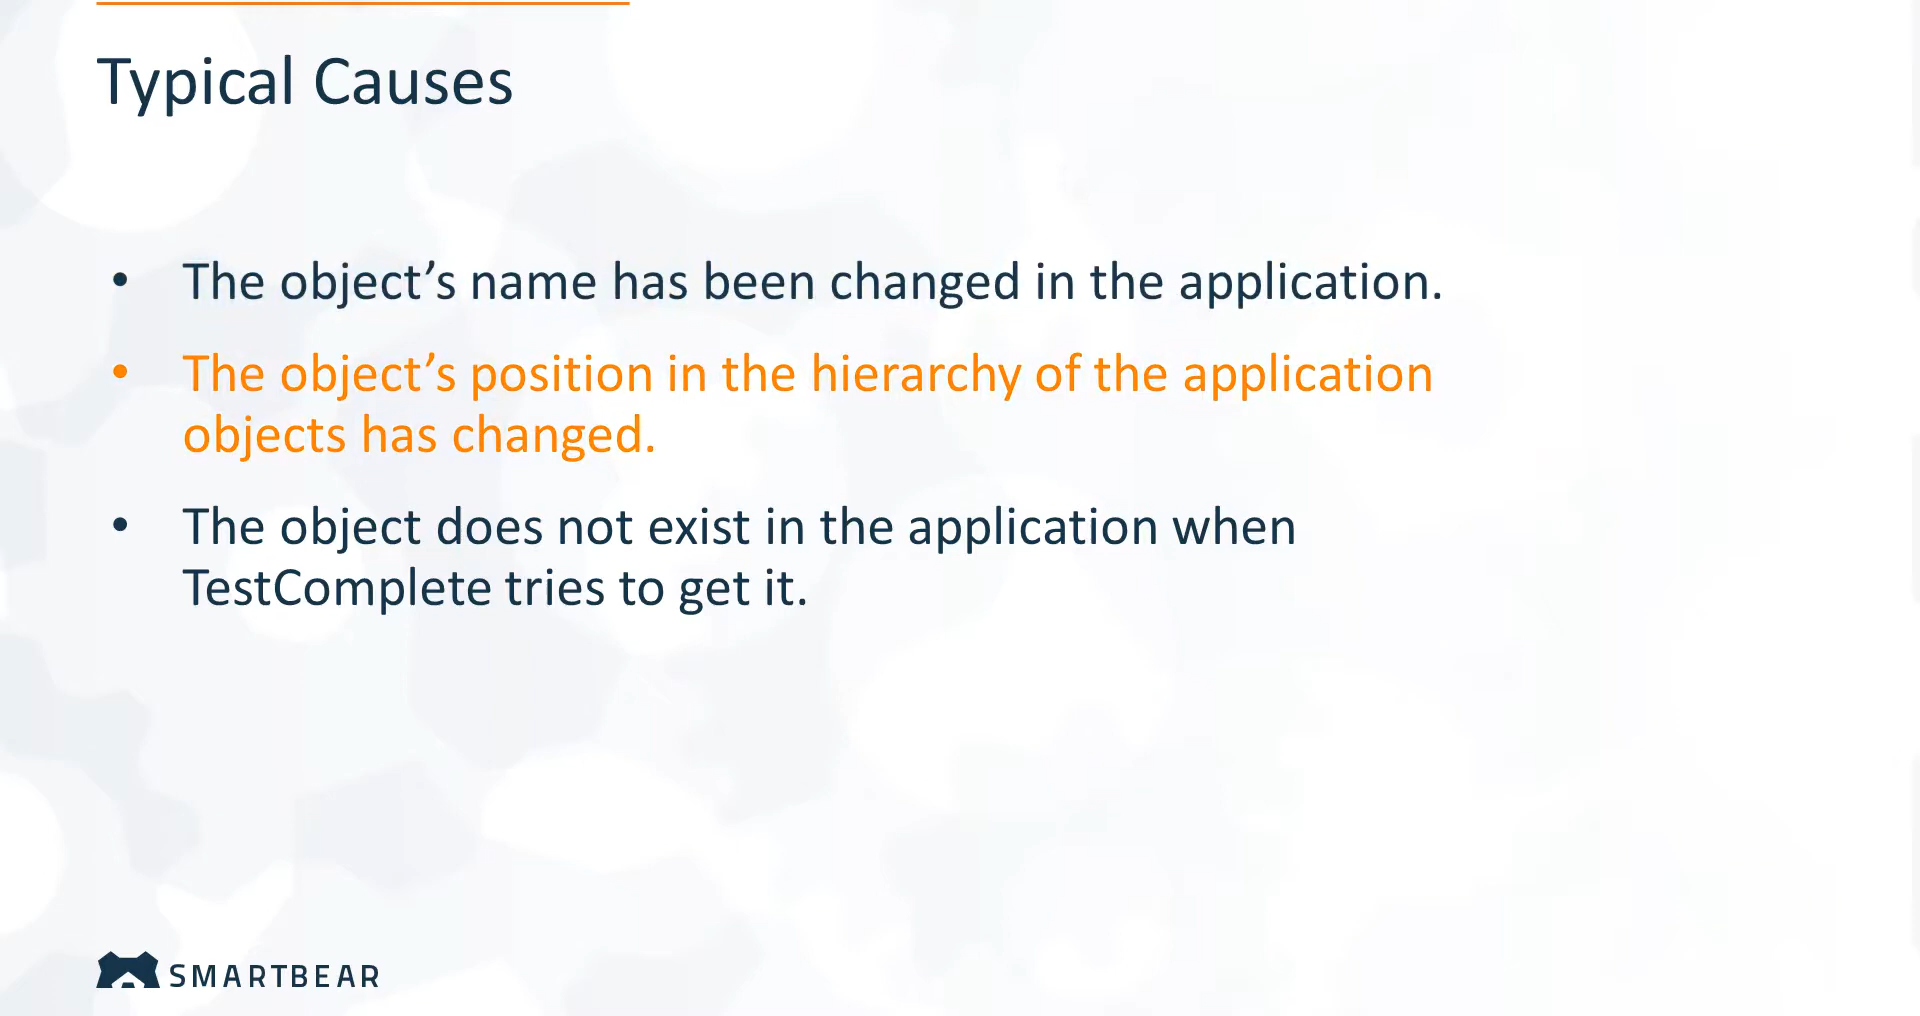 Typical Causes
• The object’s name has been changed in the application.
• The object’s position in the hierarchy of the application
objects has changed.
• The object does not exist in the application when
TestComplete tries to get it.
SMARTBEAR